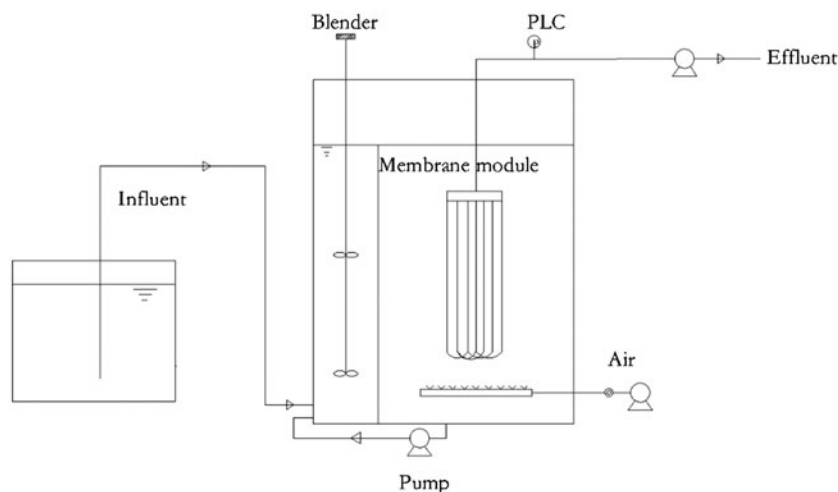 Blender
PLC
Effluent
Membrane module
Influent
Air
Pump